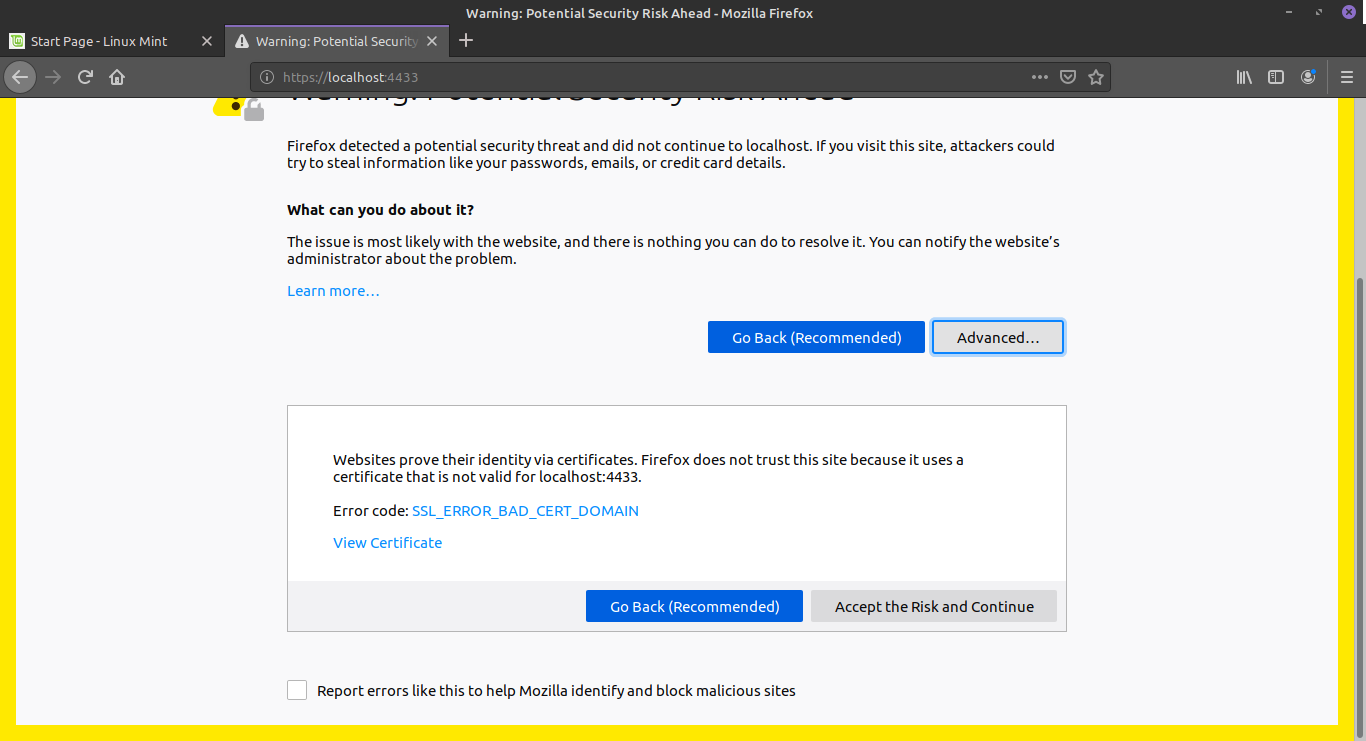 Warning: Potential Security Risk Ahead - Mozilla Firefox
Start Page - Linux Mint
Warning: Potential Security
https://localhost:4433
Warning: Potential Security Risk Ahead
Firefox detected a potential security threat and did not continue to localhost. If you visit this site, attackers could
try to steal information like your passwords, emails, or credit card details.
What can you do about it?
The issue is most likely with the website, and there is nothing you can do to resolve it. You can notify the website’s
administrator about the problem.
Learn more…
Go Back (Recommended)
Advanced…
Websites prove their identity via certificates. Firefox does not trust this site because it uses a
certificate that is not valid for localhost:4433.
Error code: SSL_ERROR_BAD_CERT_DOMAIN
View Certificate
Go Back (Recommended)
Accept the Risk and Continue
Report errors like this to help Mozilla identify and block malicious sites